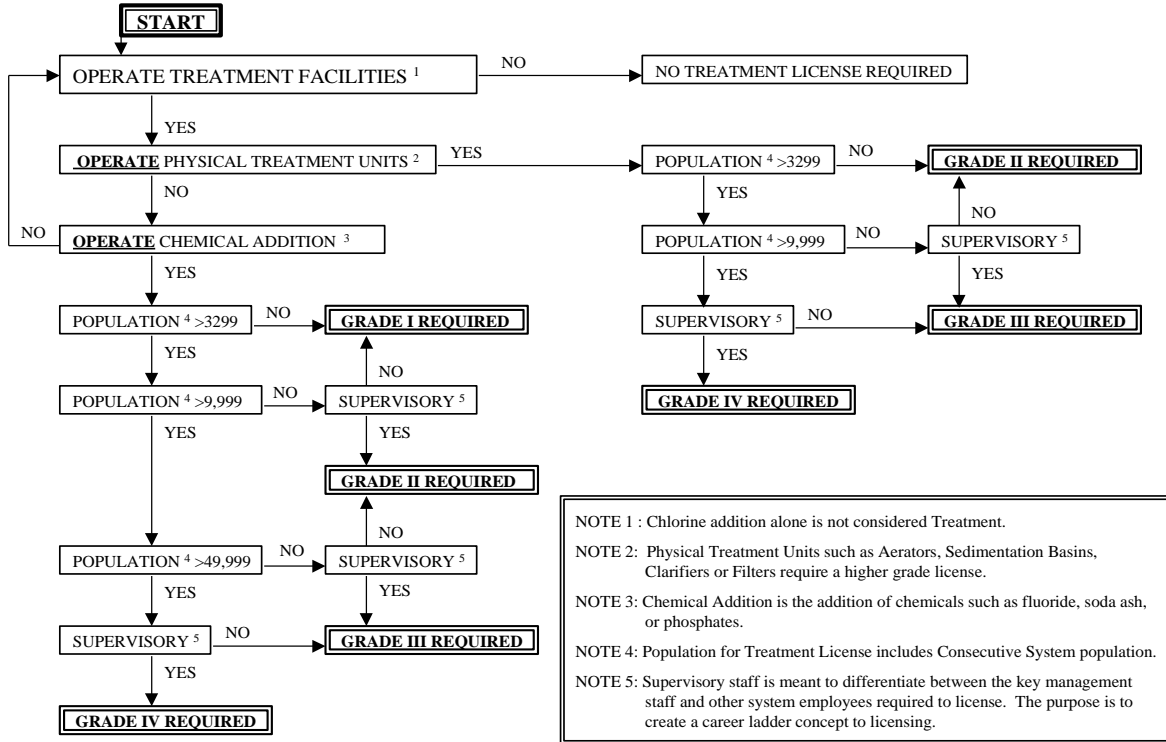 START
OPERATE TREATMENT FACILITIES 1
NO
NO TREATMENT LICENSE REQUIRED
YES
OPERATE PHYSICAL TREATMENT UNITS 2
YES
POPULATION 4 >3299
NO
GRADE II REQUIRED
NO
YES
NO
NO
OPERATE CHEMICAL ADDITION 3
POPULATION 4 >9,999
NO
SUPERVISORY 5
YES
YES
YES
POPULATION 4 >3299
NO
GRADE I REQUIRED
SUPERVISORY 5
NO
GRADE III REQUIRED
YES
NO
YES
POPULATION 4 >9,999
NO
SUPERVISORY 5
GRADE IV REQUIRED
YES
YES
GRADE II REQUIRED
NO
POPULATION 4 >49,999
NO
SUPERVISORY 5
YES
YES
SUPERVISORY 5
NO
GRADE III REQUIRED
YES
GRADE IV REQUIRED
NOTE 1 : Chlorine addition alone is not considered Treatment.
NOTE 2: Physical Treatment Units such as Aerators, Sedimentation Basins,
Clarifiers or Filters require a higher grade license.
NOTE 3: Chemical Addition is the addition of chemicals such as fluoride, soda ash,
or phosphates.
NOTE 4: Population for Treatment License includes Consecutive System population.
NOTE 5: Supervisory staff is meant to differentiate between the key management
staff and other system employees required to license. The purpose is to
create a career ladder concept to licensing.